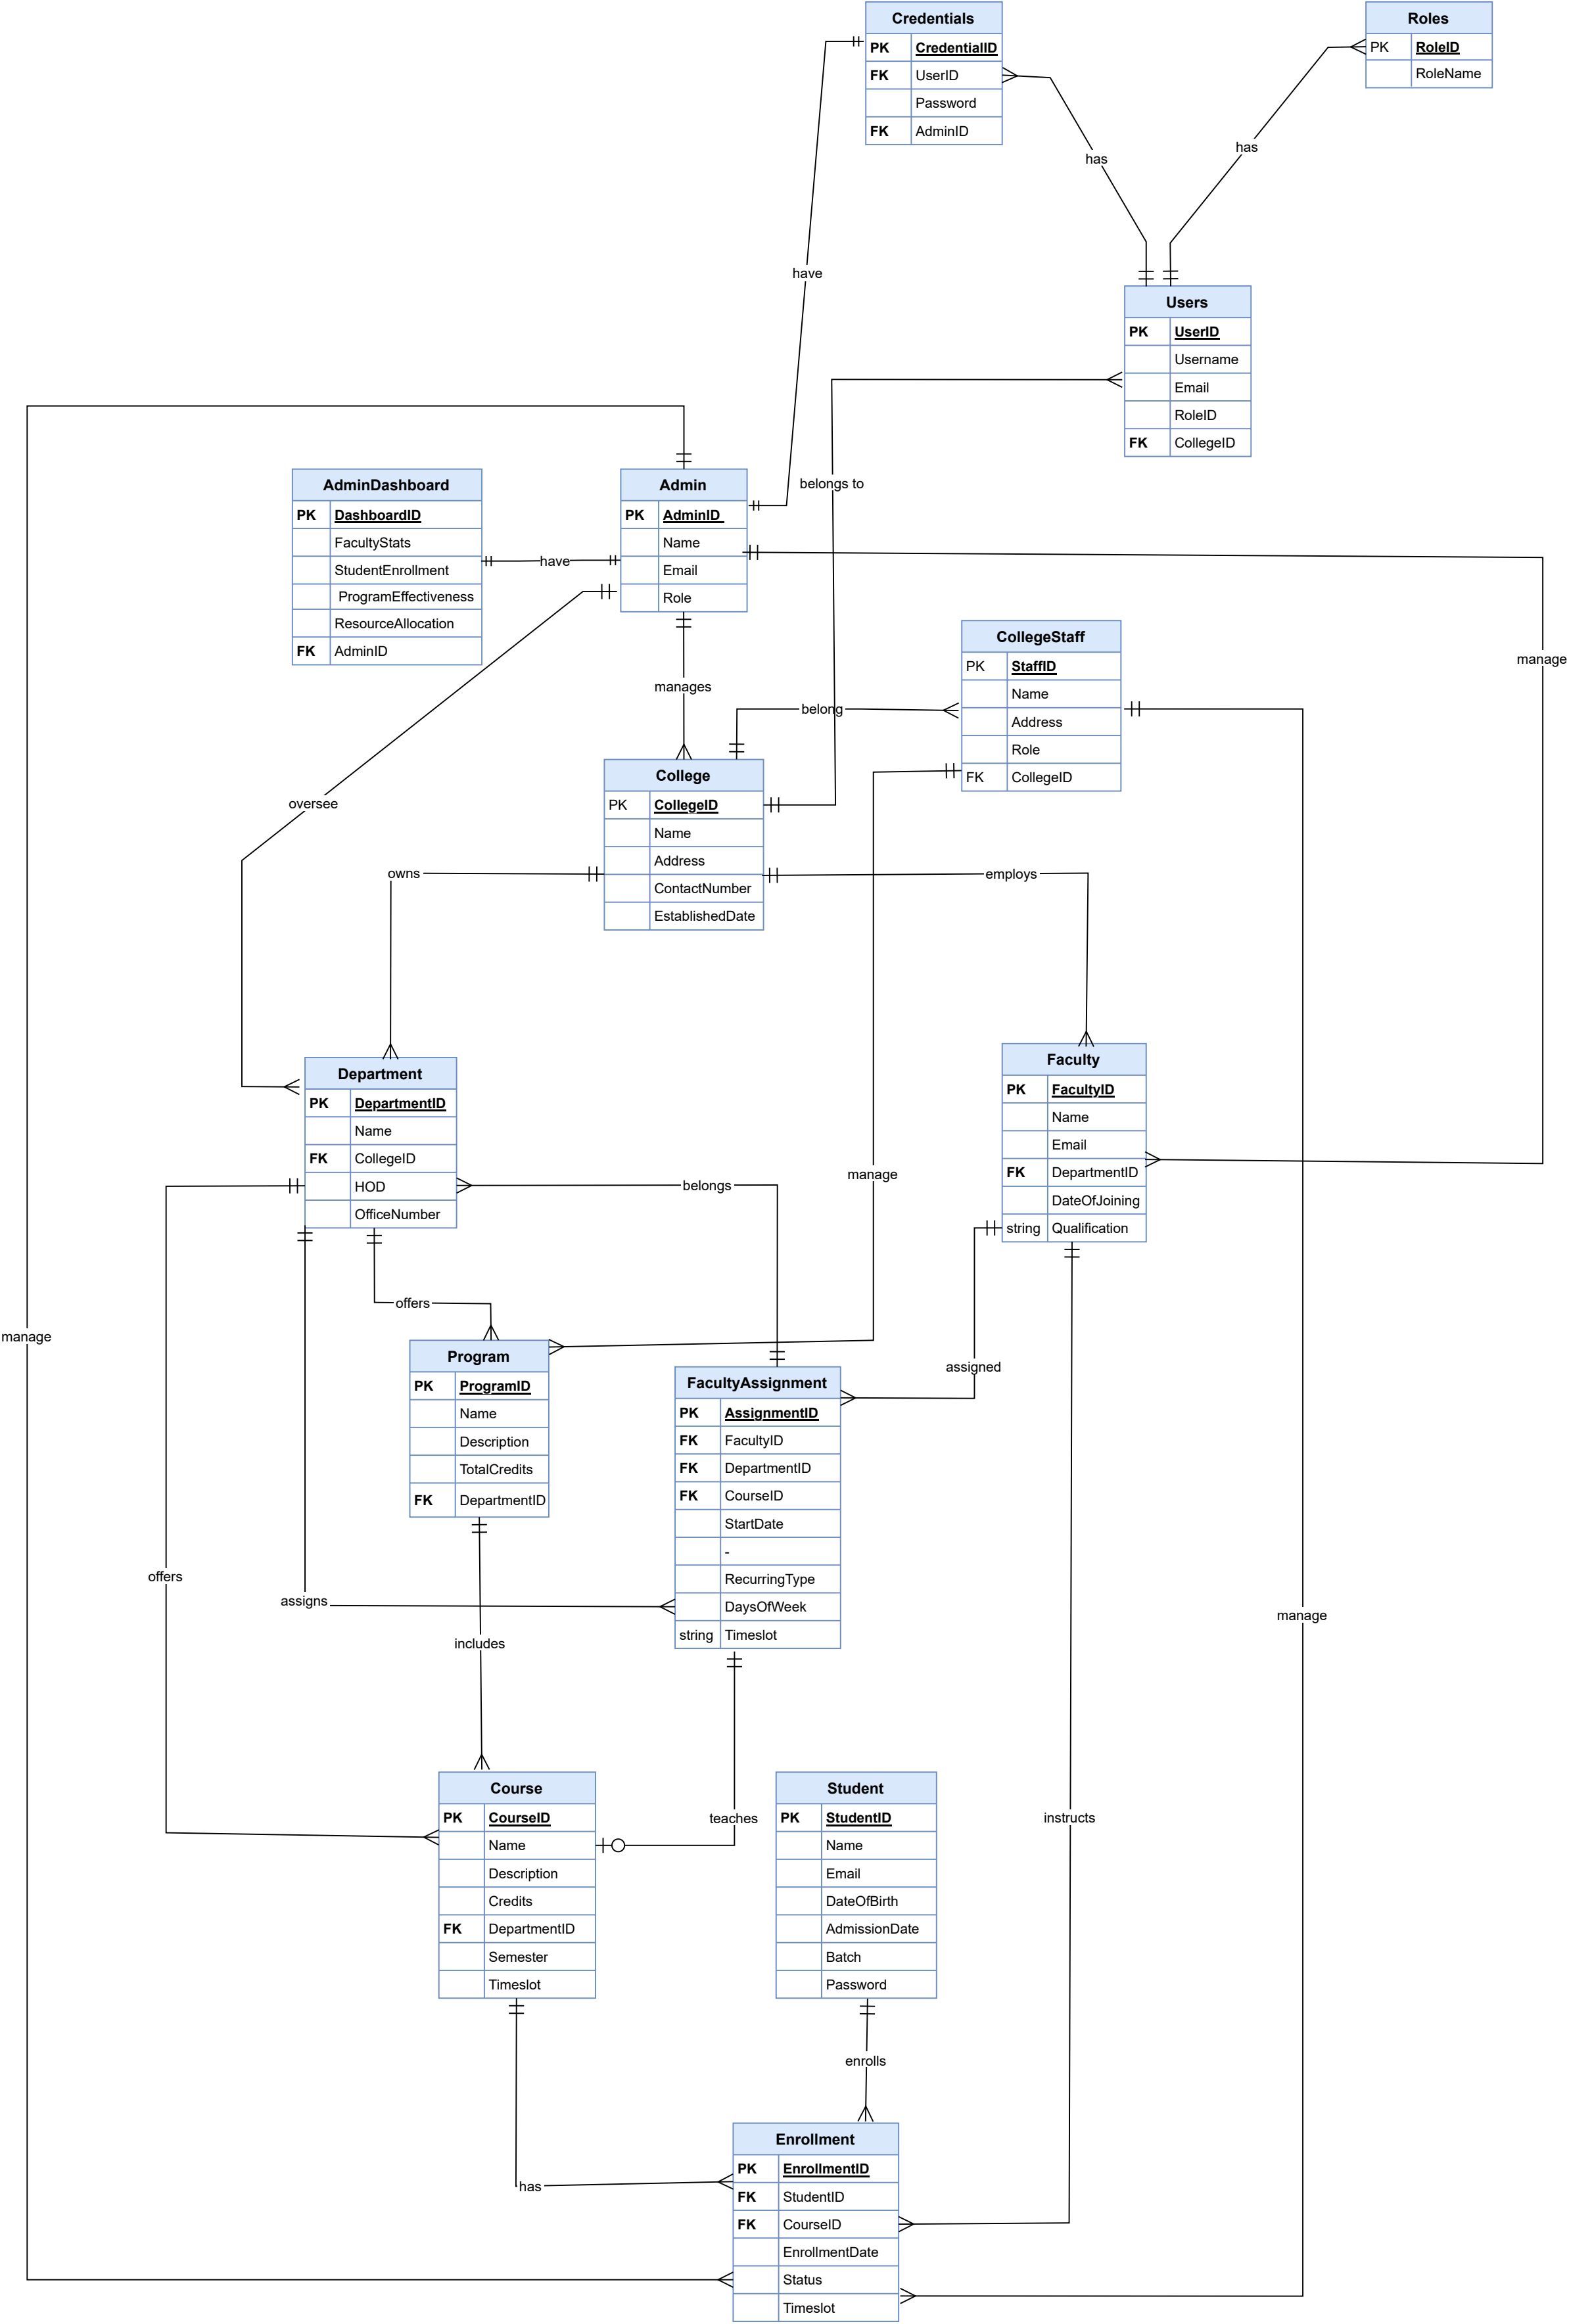 Credentials
PK CredentialID
FK UserID
Password
FK AdminID
Roles
PK RoleID
RoleName
has
has
have
Users
PK UserID
Username
Email
RoleID
FK CollegeID
belongs to
AdminDashboard
PK DashboardID
FacultyStats
StudentEnrollment
ProgramEffectiveness
ResourceAllocation
FK AdminID
have
Admin
PK AdminID
Name
Email
Role
manage
manages
belong
CollegeStaff
PK StaffID
Name
Address
Role
FK CollegeID
oversee
College
PK CollegeID
Name
Address
ContactNumber
EstablishedDate
owns
employs
Department
PK DepartmentID
Name
FK CollegeID
HOD
OfficeNumber
belongs
manage
Faculty
PK FacultyID
Name
Email
FK DepartmentID
DateOfJoining
string Qualification
offers
manage
assigned
Program
PK ProgramID
Name
Description
TotalCredits
FK DepartmentID
FacultyAssignment
PK AssignmentID
FK FacultyID
FK DepartmentID
FK CourseID
StartDate
-
RecurringType
DaysOfWeek
string Timeslot
offers
assigns
includes
manage
teaches
instructs
Course
PK CourseID
Name
Description
Credits
FK DepartmentID
Semester
Timeslot
Student
PK StudentID
Name
Email
DateOfBirth
AdmissionDate
Batch
Password
enrolls
has
Enrollment
PK EnrollmentID
FK StudentID
FK CourseID
EnrollmentDate
Status
Timeslot